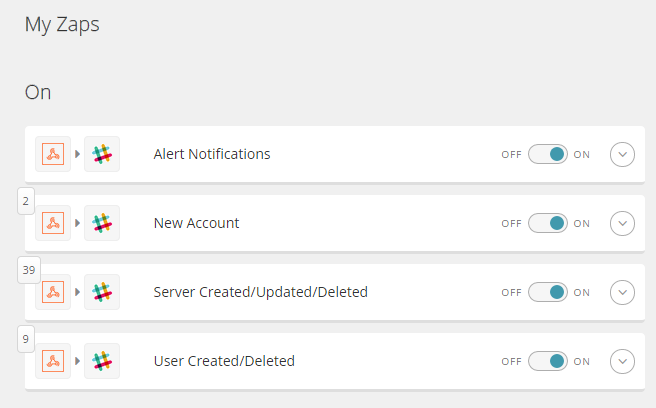 My Zaps
On
Alert Notifications OFF ON
2
New Account OFF ON
39
Server Created/Updated/Deleted OFF ON
9
User Created/Deleted OFF ON